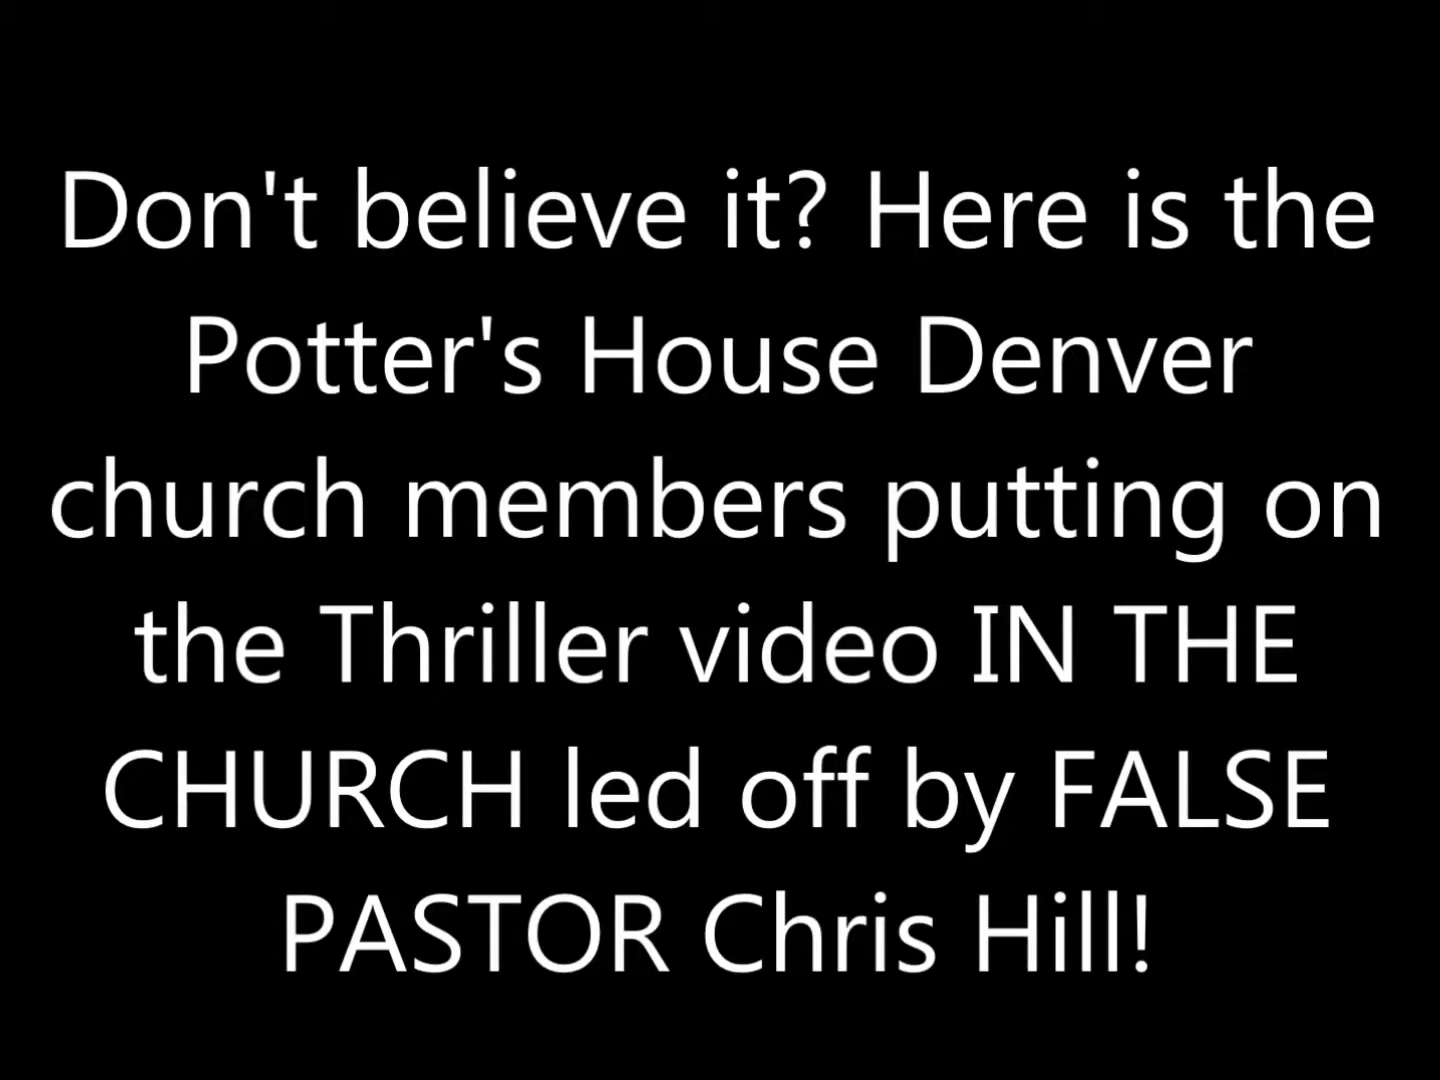 Don't believe it? Here is the
Potter's House Denver
church members putting on
the Thriller video IN THE
CHURCH led off by FALSE
PASTOR Chris Hill!